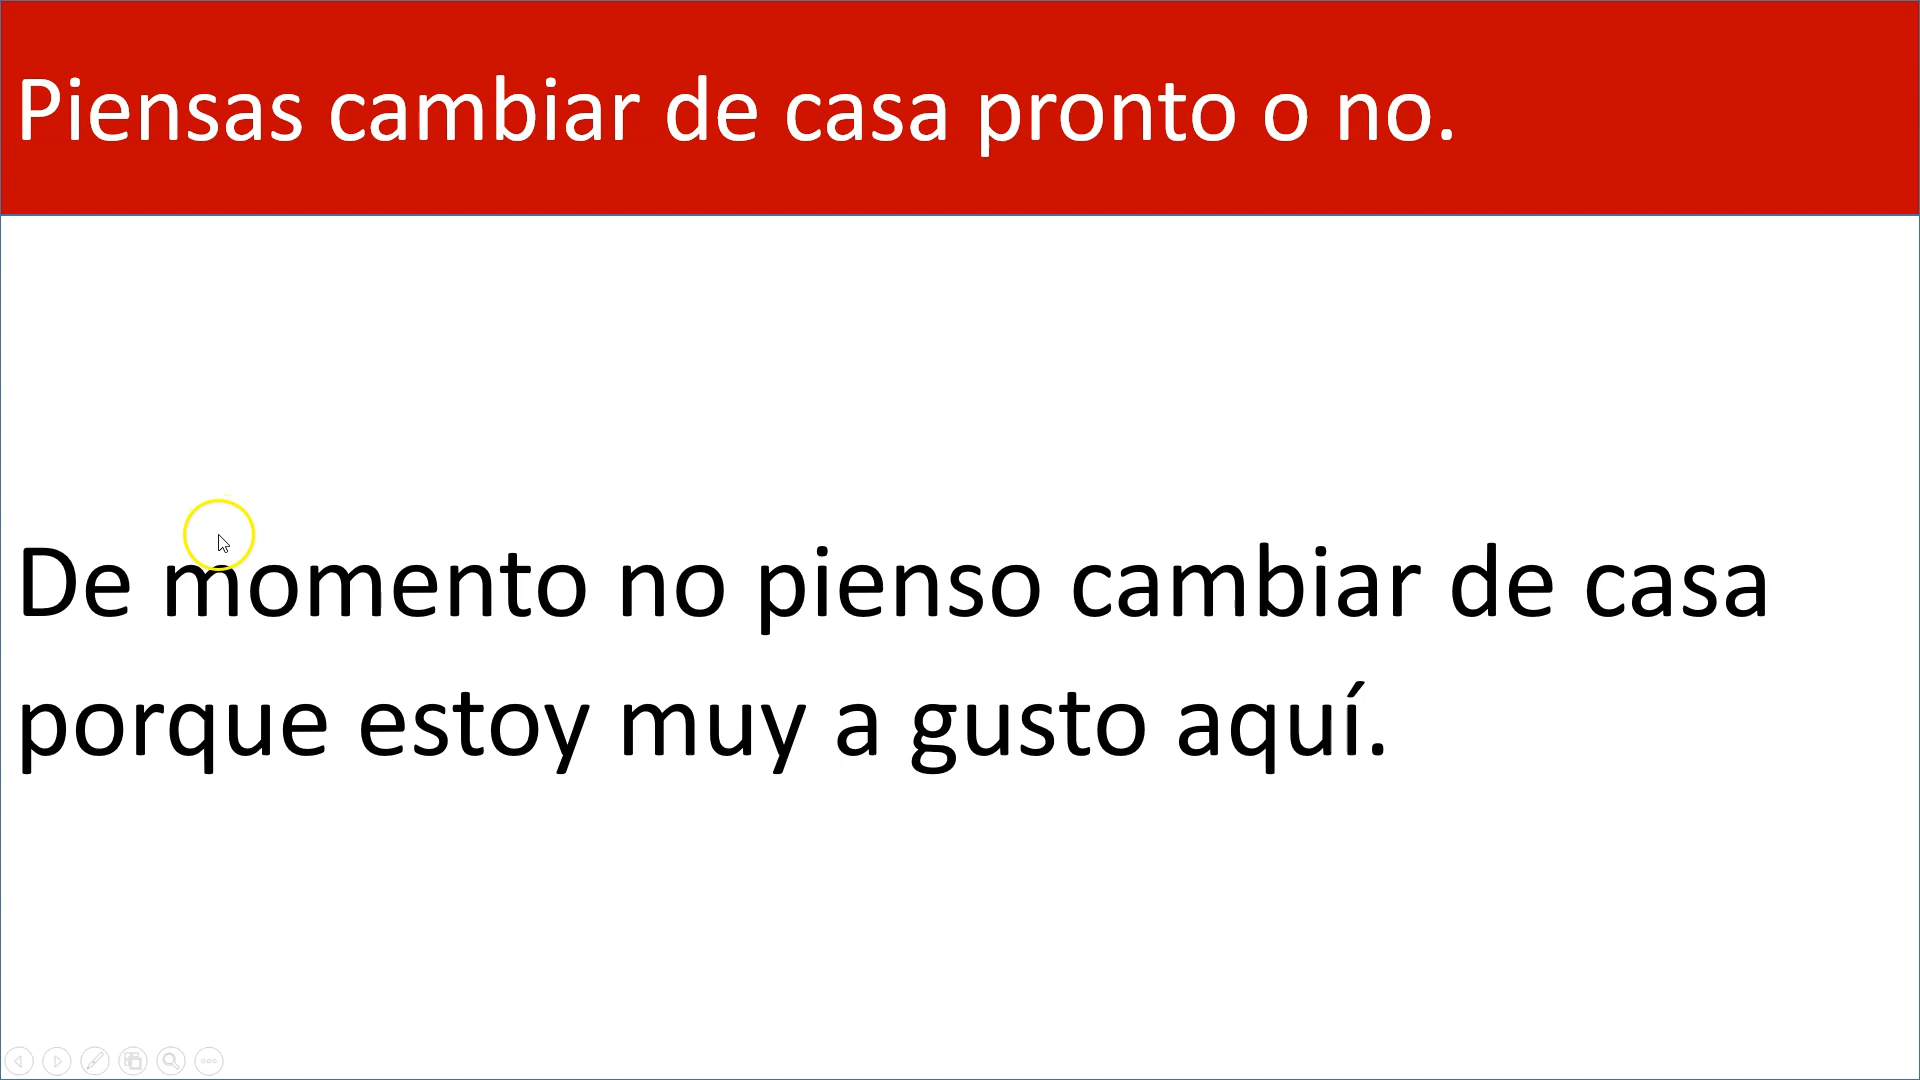 Piensas cambiar de casa pronto o no.
De momento no pienso cambiar de casa
porque estoy muy a gusto aquí.